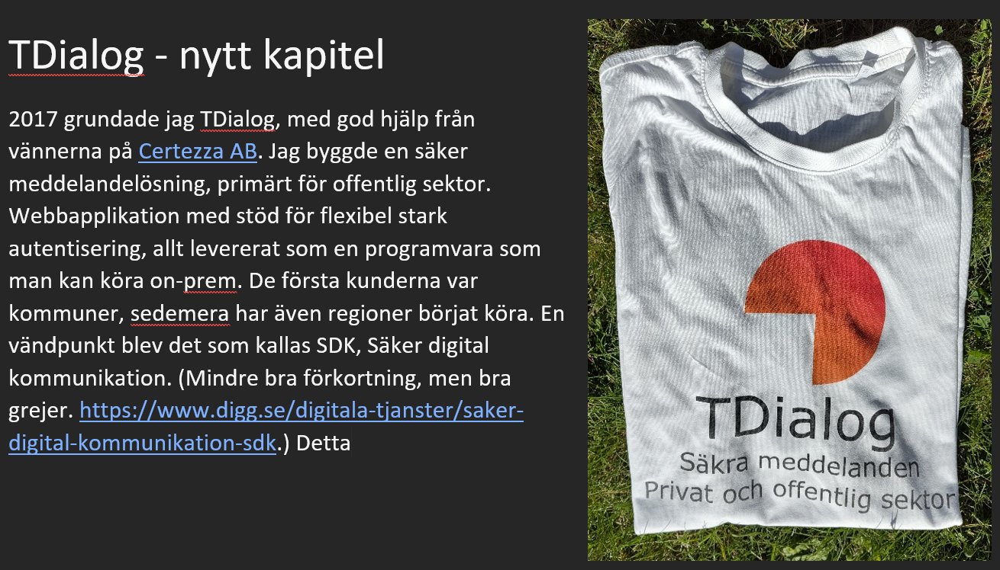 TDialog - nytt kapitel
2017 grundade jag TDialog, med god hjälp från
vännerna på Certezza AB. Jag byggde en säker
meddelandelösning, primärt för offentlig sektor.
Webbapplikation med stöd för flexibel stark
autentisering, allt levererat som en programvara som
man kan köra on-prem. De första kunderna var
kommuner, sedemera har även regioner börjat köra. En
vändpunkt blev det som kallas SDK, Säker digital
kommunikation. (Mindre bra förkortning, men bra
grejer. https://www.digg.se/digitala-tjanster/saker-
digital-kommunikation-sdk.) Detta
TDialog
Säkra meddelanden
Privat och offentlig sektor